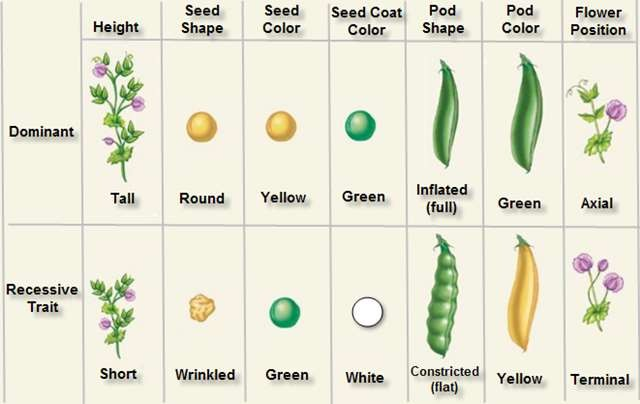 Height
Seed
Shape
Seed
Color
Seed Coat
Color
Pod
Shape
Pod
Color
Flower
Position
Dominant
Tall
Round
Yellow
Green
Inflated
(full)
Green
Axial
Recessive
Trait
Short
Wrinkled
Green
White
Constricted
(flat)
Yellow
Terminal